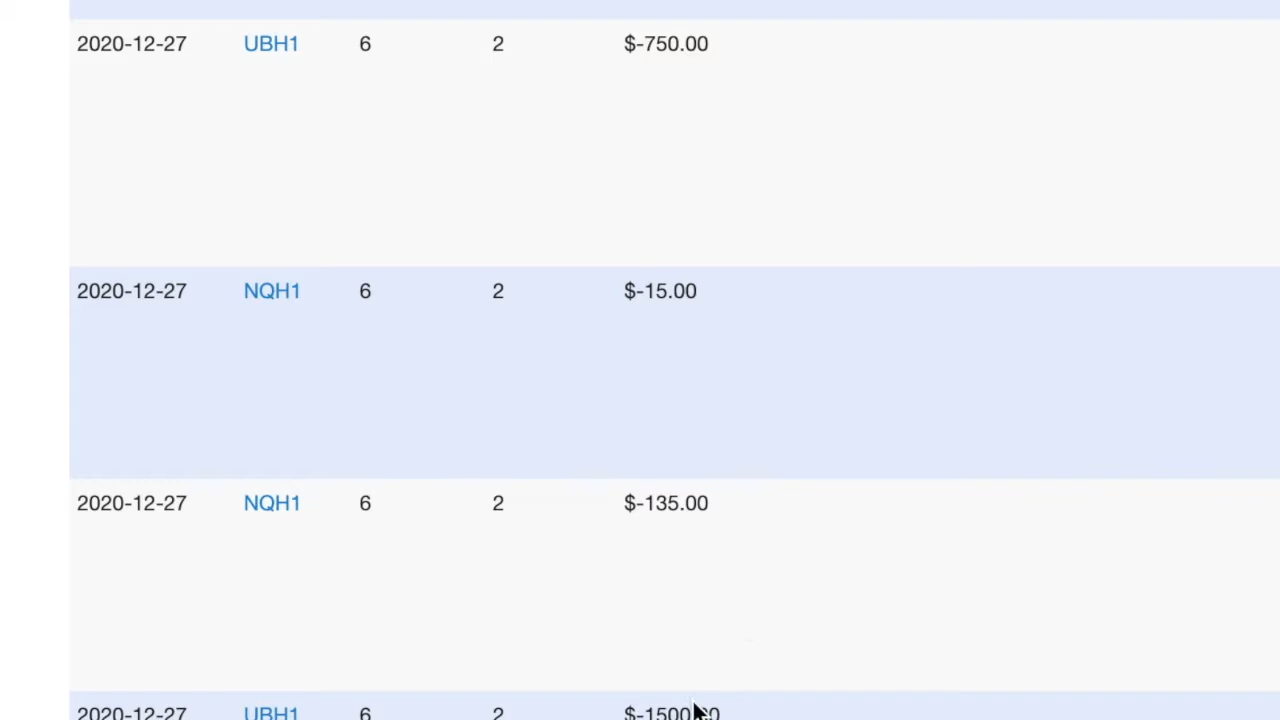 2020-12-27 UBH1 6 2 $-750.00
2020-12-27 NQH1 6 2 $-15.00
2020-12-27 NQH1 6 2 $-135.00
2020-12-27 UBH1 6 2